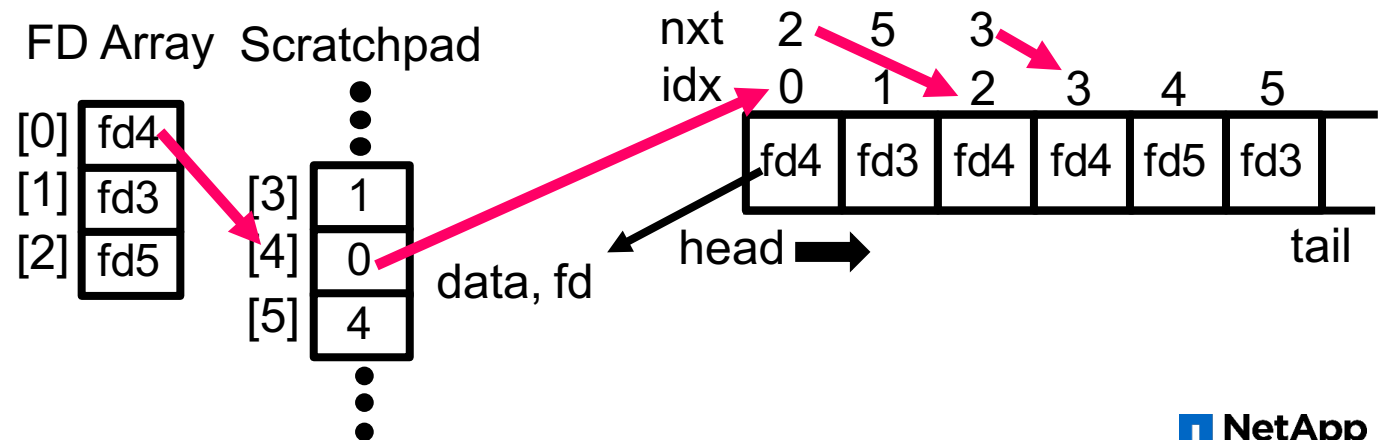 FD Array Scratchpad
nxt 2 5 3
idx 0 1 2 3 4 5
[0] fd4
[1] fd3
[2] fd5
[3] 1
[4] 0
[5] 4
fd4 fd3 fd4 fd4 fd5 fd3
head
tail
data, fd
NetApp